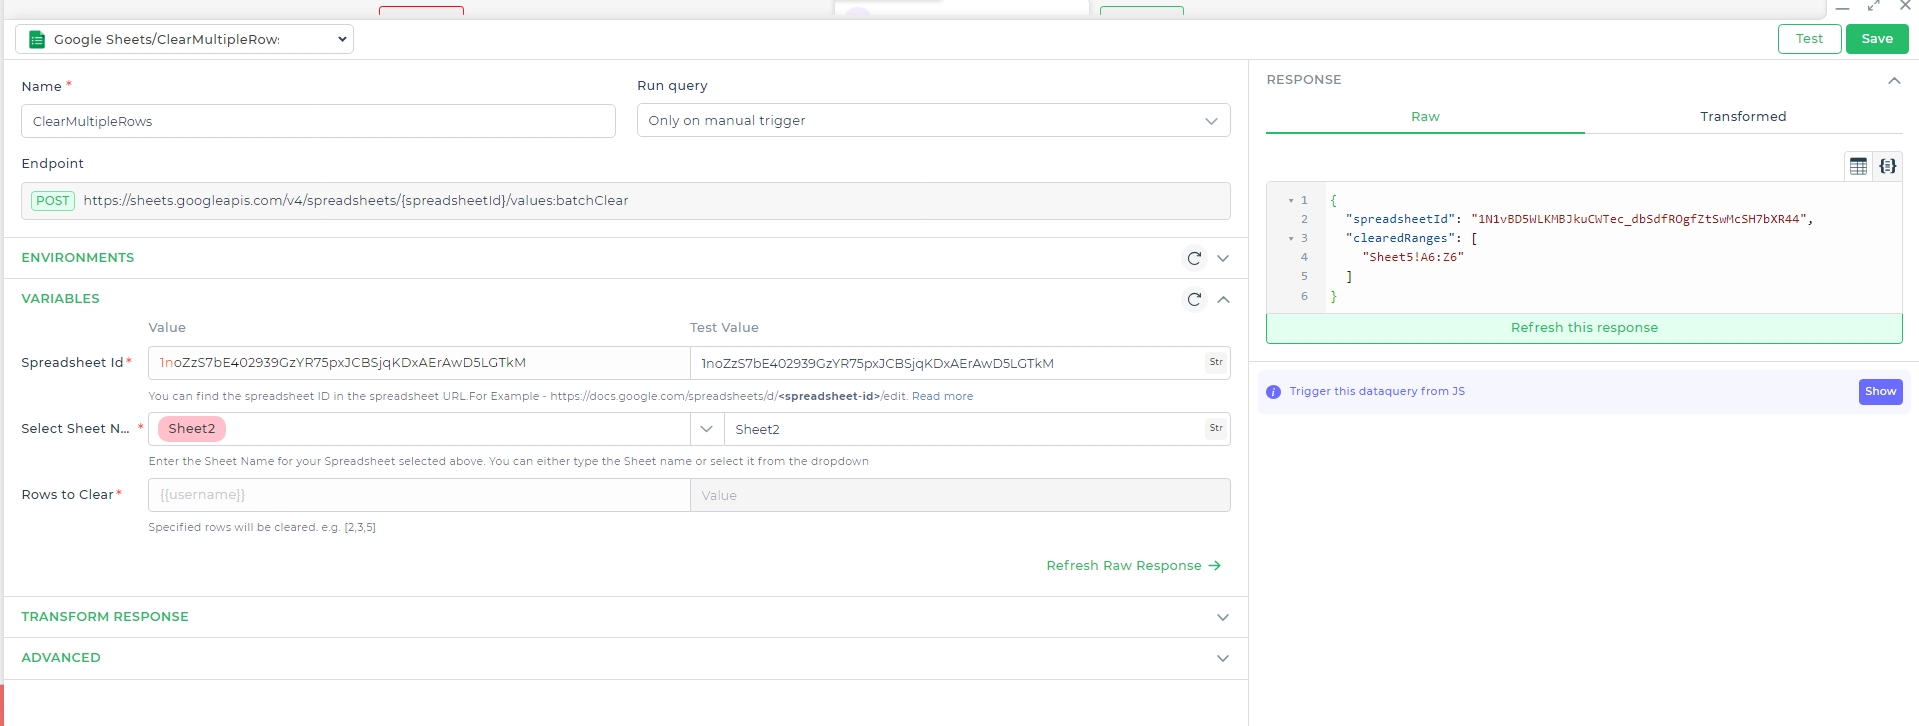 Google Sheets/ClearMultipleRows
Test
Save
Name *
ClearMultipleRows
Run query
Only on manual trigger
Endpoint
POST https://sheets.googleapis.com/v4/spreadsheets/{spreadsheetId}/values:batchClear
ENVIRONMENTS
VARIABLES
Value
Test Value
Spreadsheet Id *
1noZzS7bE402939GzYR75pxJCBSjqKDxAErAwD5LGTkM
1noZzS7bE402939GzYR75pxJCBSjqKDxAErAwD5LGTkM
Str
You can find the spreadsheet ID in the spreadsheet URL.For Example - https://docs.google.com/spreadsheets/d/<spreadsheet-id>/edit. Read more
Select Sheet N... *
Sheet2
Sheet2
Str
Enter the Sheet Name for your Spreadsheet selected above. You can either type the Sheet name or select it from the dropdown
Rows to Clear *
{{username}}
Value
Specified rows will be cleared. e.g. [2,3,5]
Refresh Raw Response →
TRANSFORM RESPONSE
ADVANCED
RESPONSE
Raw
Transformed
1 {
2 "spreadsheetId": "1N1vBD5WLKMBJkuCWTec_dbSdfROgfZtSwMcSH7bXR44",
3 "clearedRanges": [
4 "Sheet5!A6:Z6"
5 ]
6 }
Refresh this response
Trigger this dataquery from JS
Show